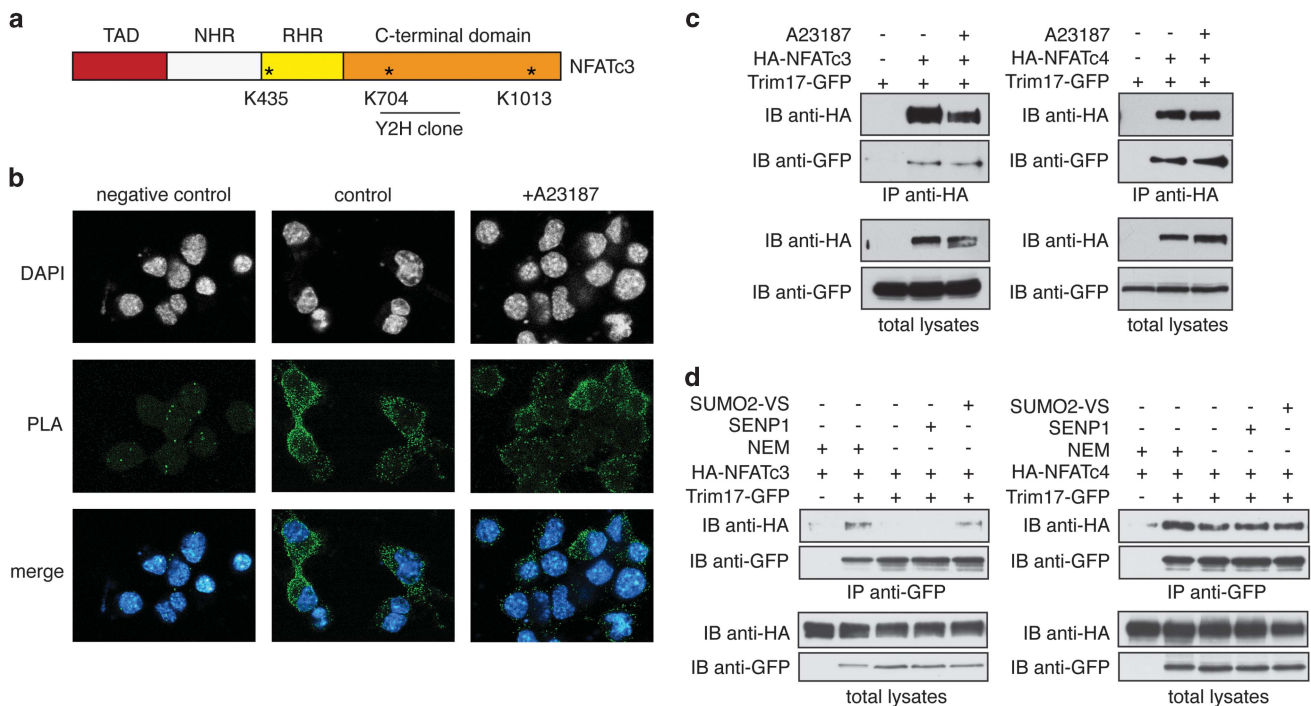 a
TAD NHR RHR C-terminal domain
* * * NFATc3
K435 K704 K1013
Y2H clone
b
negative control control +A23187
DAPI
PLA
merge
c
A23187 - - +
HA-NFATc3 - + +
Trim17-GFP + + +
IB anti-HA
IB anti-GFP
IP anti-HA
IB anti-HA
IB anti-GFP
total lysates
A23187 - - +
HA-NFATc4 - + +
Trim17-GFP + + +
IB anti-HA
IB anti-GFP
IP anti-HA
IB anti-HA
IB anti-GFP
total lysates
d
SUMO2-VS - - - - +
SENP1 - - - + -
NEM + + - - -
HA-NFATc3 + + + + +
Trim17-GFP - + + + +
IB anti-HA
IB anti-GFP
IP anti-GFP
IB anti-HA
IB anti-GFP
total lysates
SUMO2-VS - - - - +
SENP1 - - - + -
NEM + + - - -
HA-NFATc4 + + + + +
Trim17-GFP - + + + +
IB anti-HA
IB anti-GFP
IP anti-GFP
IB anti-HA
IB anti-GFP
total lysates